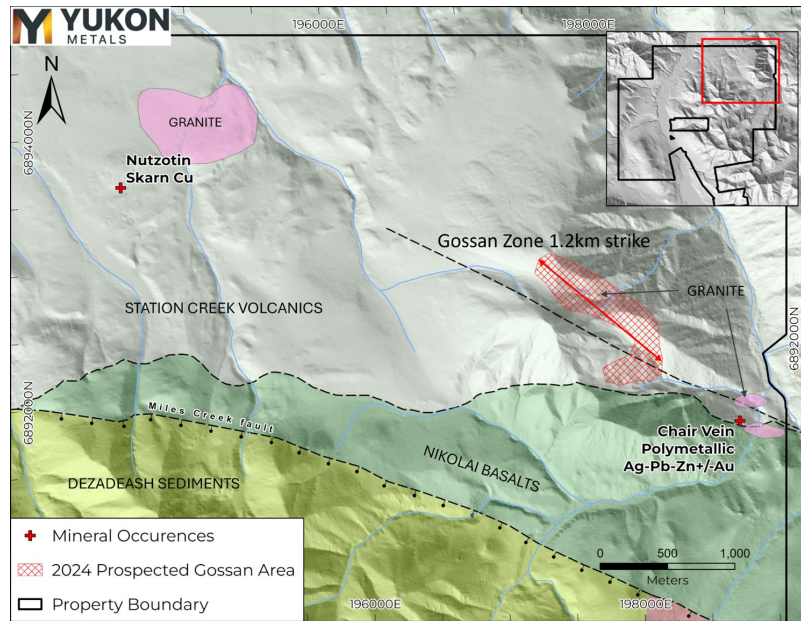 YUKON
METALS
196000E
198000E
N
6894000N
GRANITE
Nutzotin
Skarn Cu
Gossan Zone 1.2km strike
GRANITE
STATION CREEK VOLCANICS
6892000N
6892000N
Miles Creek fault
Chair Vein
Polymetallic
Ag-Pb-Zn+/-Au
NIKOLAI BASALTS
DEZADEASH SEDIMENTS
Mineral Occurences
2024 Prospected Gossan Area
Property Boundary
0 500 1,000
Meters
196000E
198000E